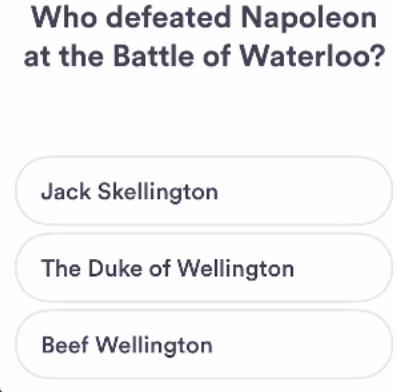 Who defeated Napoleon
at the Battle of Waterloo?
Jack Skellington
The Duke of Wellington
Beef Wellington